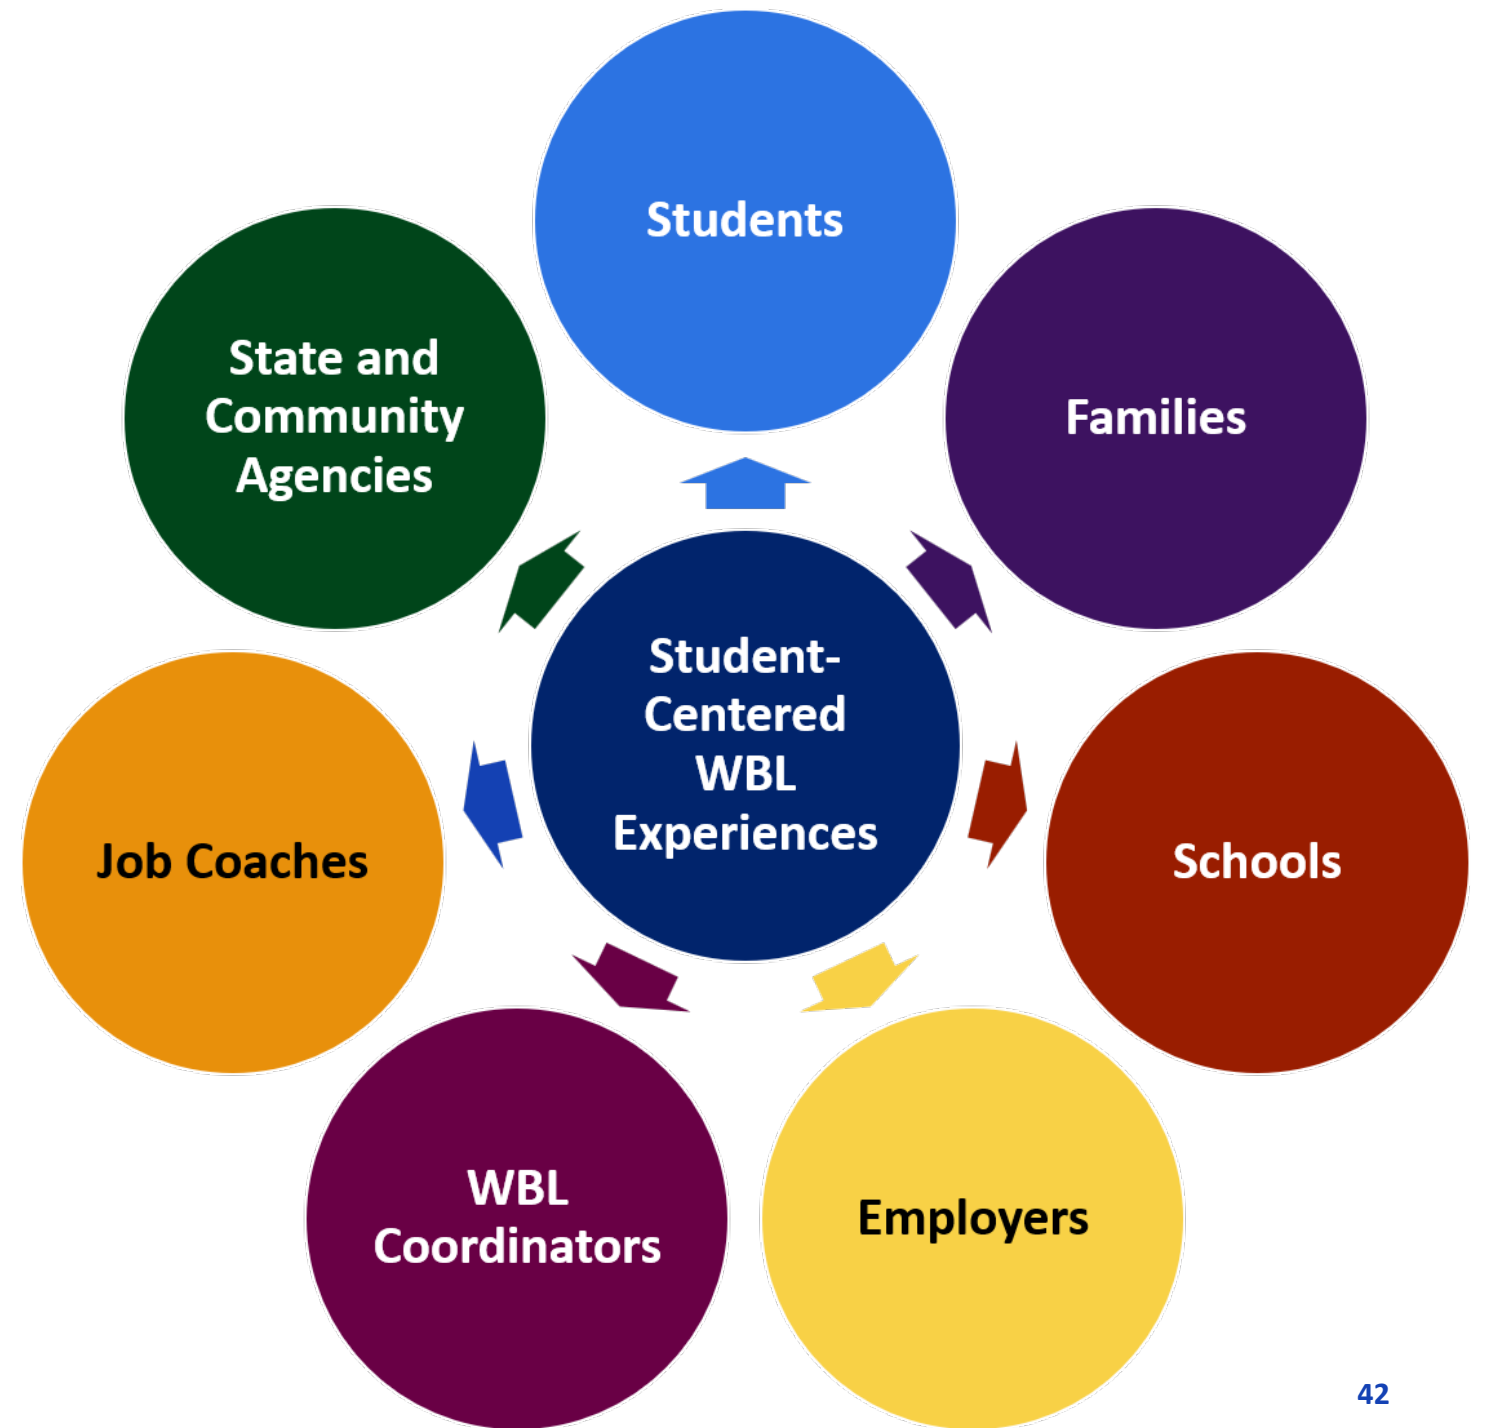 Students
State and
Community
Agencies
Families
Student-
Centered
WBL
Experiences
Job Coaches
Schools
WBL
Coordinators
Employers
42